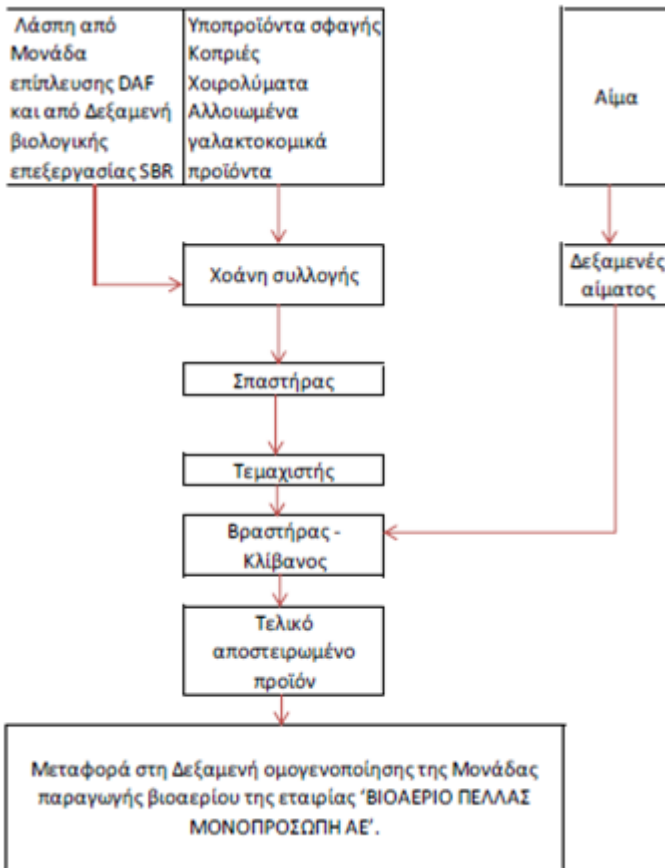 Λάσπη από
Μονάδα
επίπλευσης DAF
και από Δεξαμενή
βιολογικής
επεξεργασίας SBR
Υποπροϊόντα σφαγής
Κοπριές
Χοιρολύματα
Αλλοιωμένα
γαλακτοκομικά
προϊόντα
Αίμα
Χοάνη συλλογής
Δεξαμενές
αίματος
Σπαστήρας
Τεμαχιστής
Βραστήρας -
Κλίβανος
Τελικό
αποστειρωμένο
προϊόν
Μεταφορά στη Δεξαμενή ομογενοποίησης της Μονάδας
παραγωγής βιοαερίου της εταιρίας ‘ΒΙΟΑΕΡΙΟ ΠΕΛΛΑΣ
ΜΟΝΟΠΡΟΣΩΠΗ ΑΕ’.